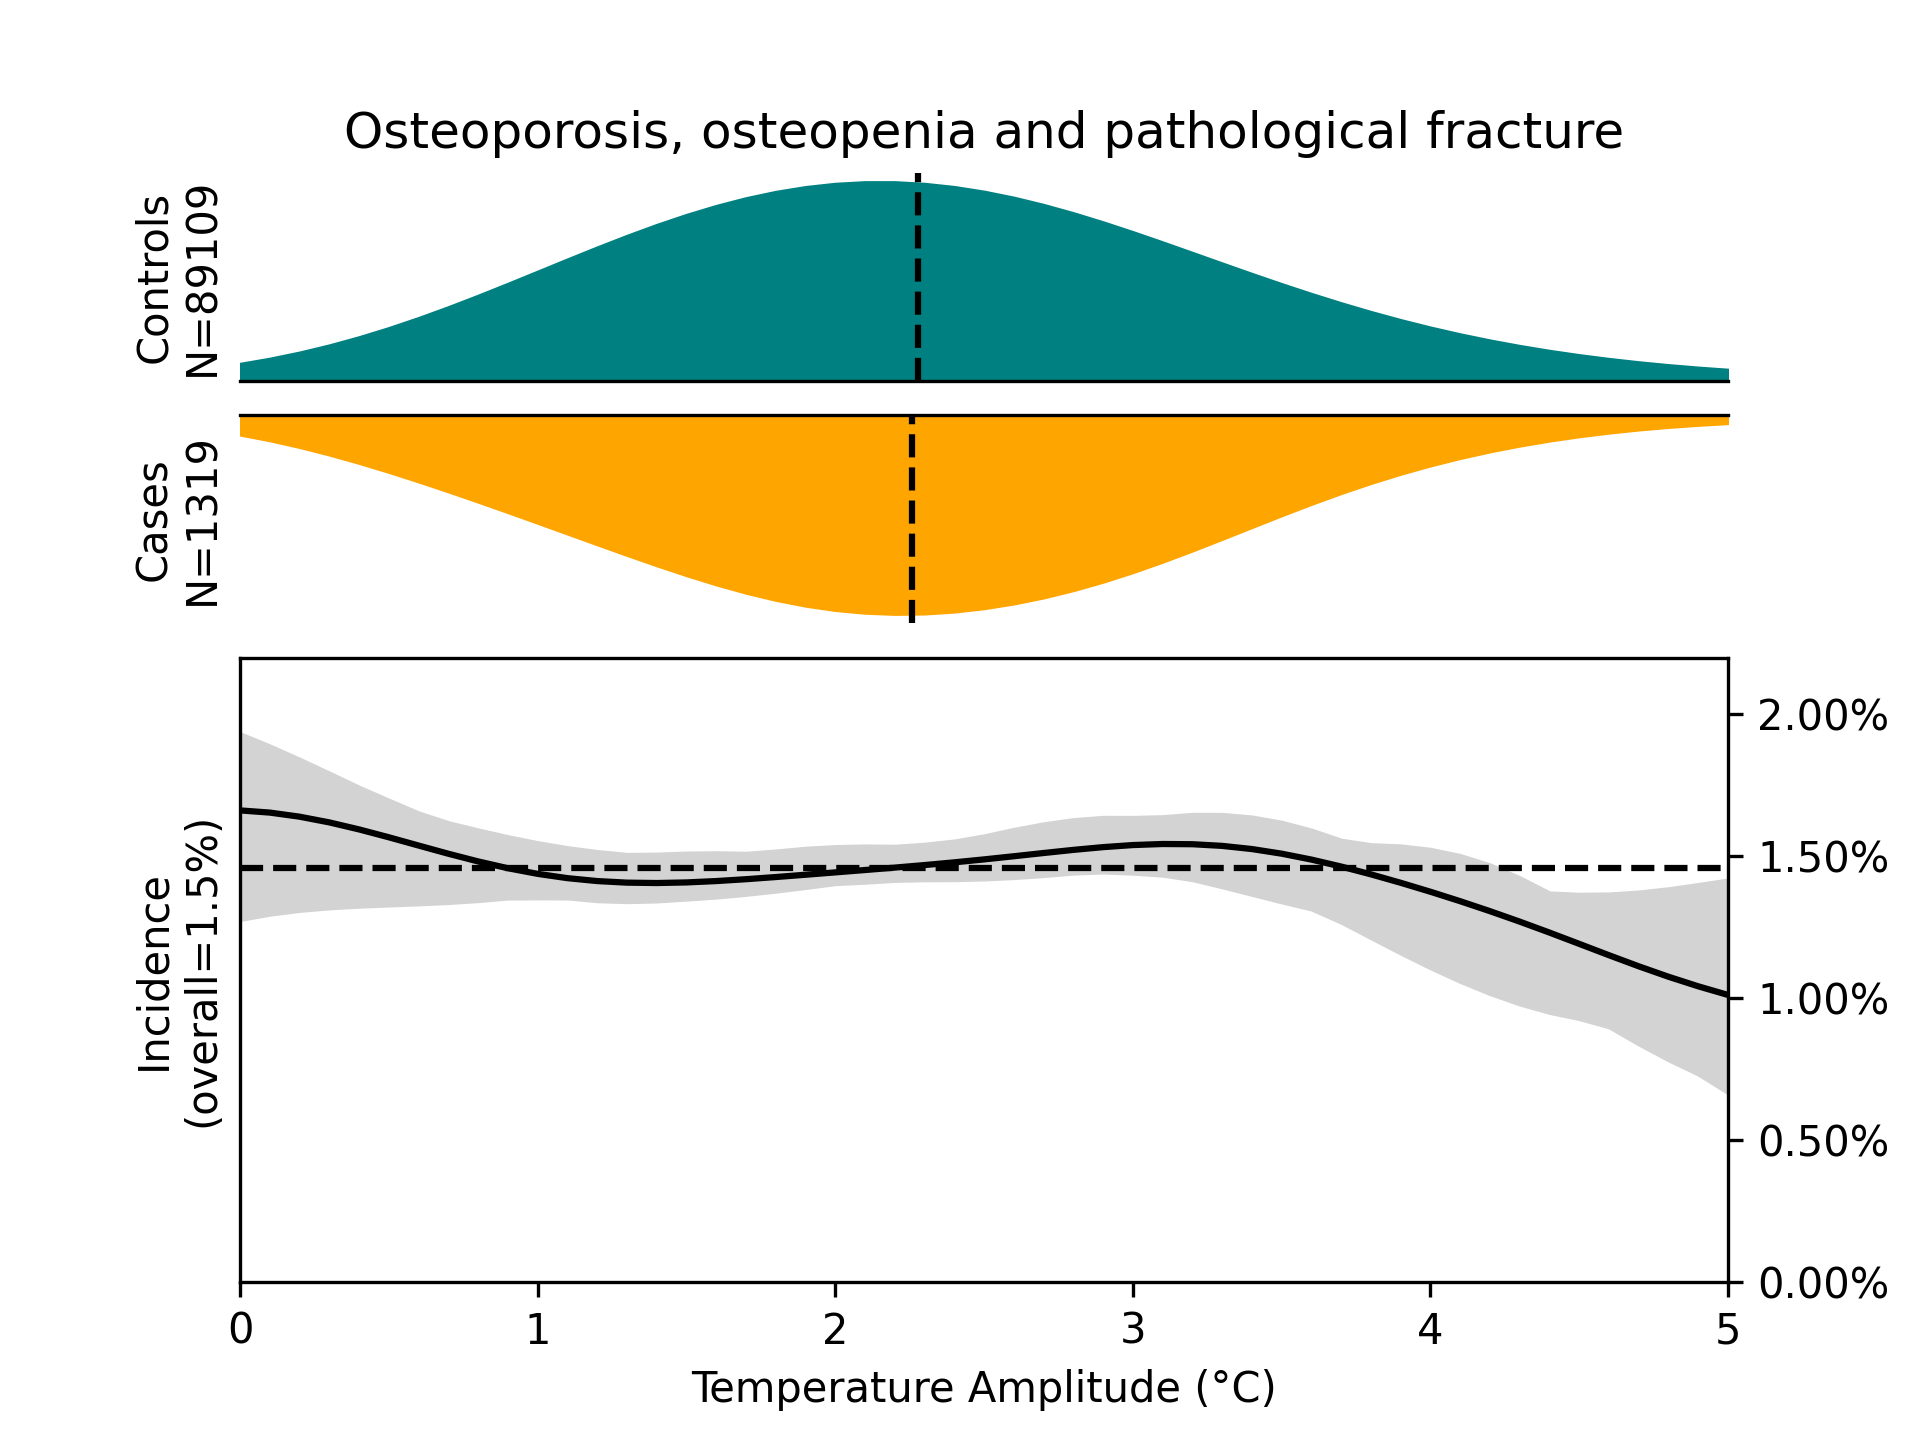 Osteoporosis, osteopenia and pathological fracture
Controls
N=89109
Cases
N=1319
Incidence
(overall=1.5%)
2.00%
1.50%
1.00%
0.50%
0.00%
0 1 2 3 4 5
Temperature Amplitude (°C)